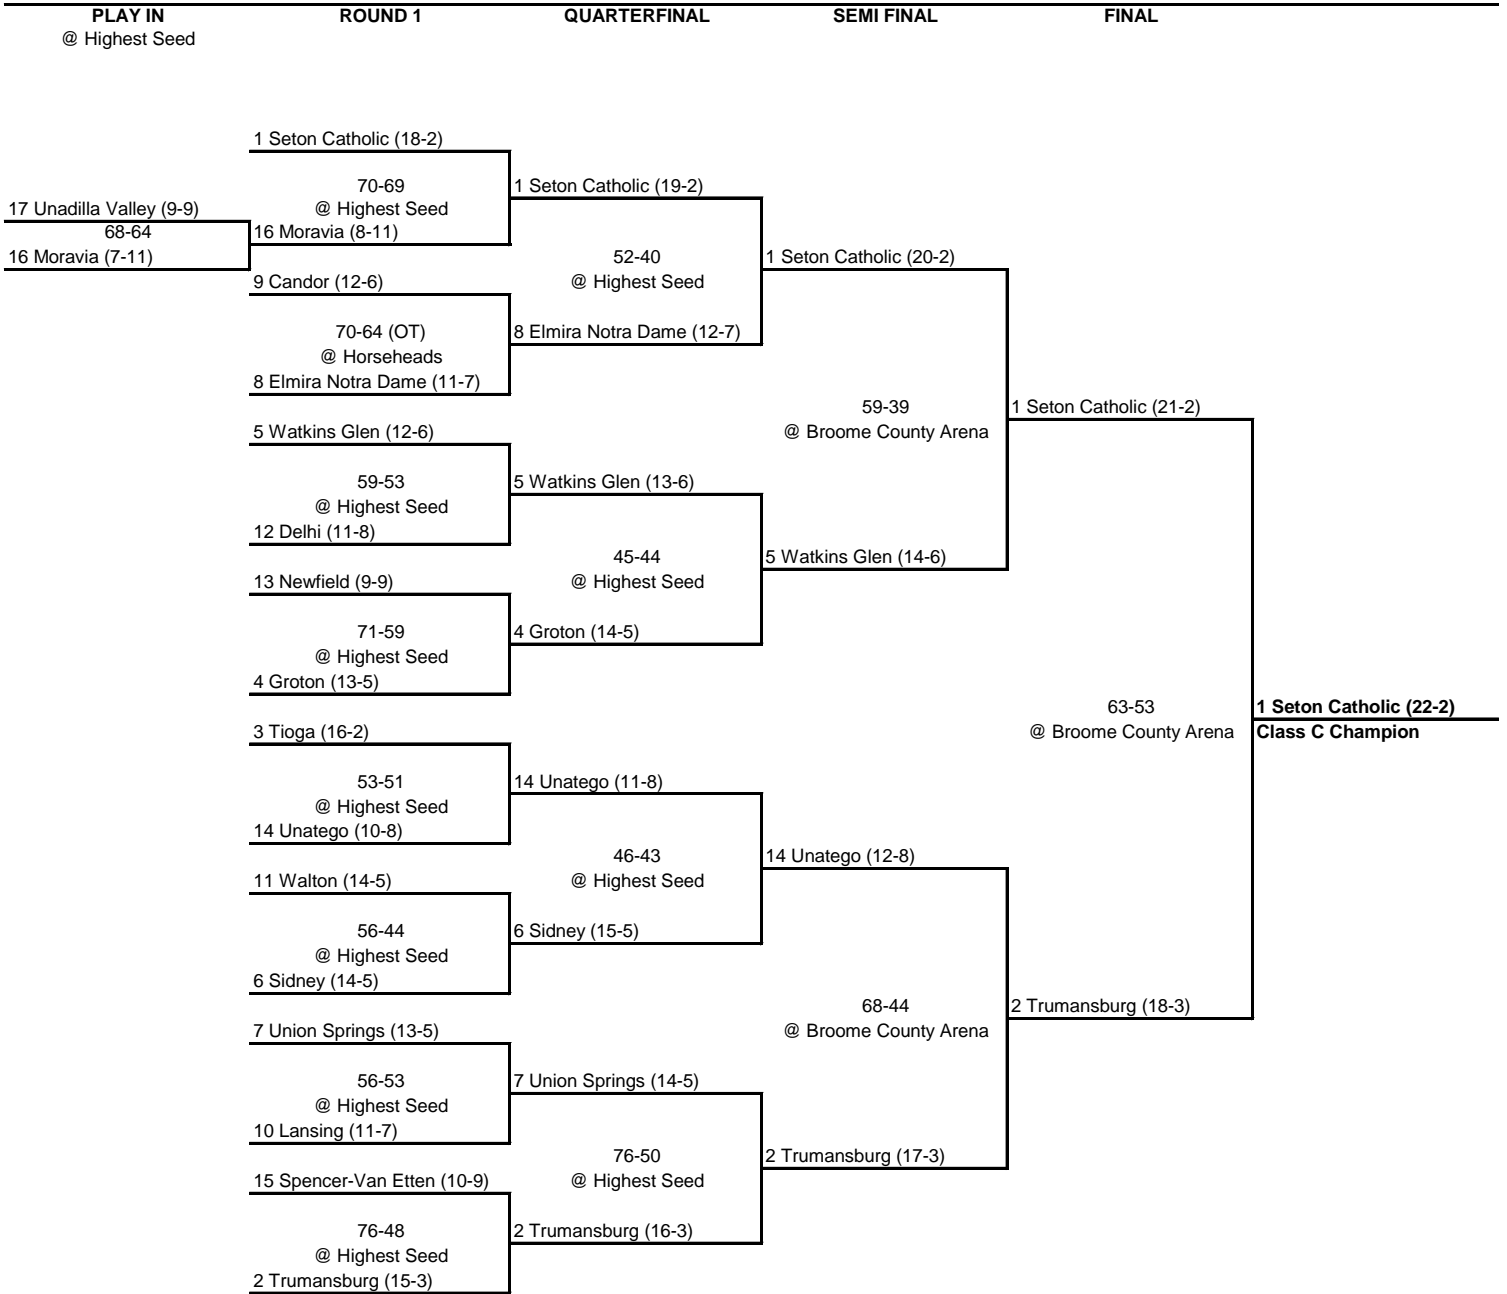 PLAY IN ROUND 1 QUARTERFINAL SEMI FINAL FINAL
@ Highest Seed
1 Seton Catholic (18-2)
70-69 1 Seton Catholic (19-2)
17 Unadilla Valley (9-9) @ Highest Seed
68-64 16 Moravia (8-11)
16 Moravia (7-11) 52-40 1 Seton Catholic (20-2)
9 Candor (12-6) @ Highest Seed
70-64 (OT) 8 Elmira Notra Dame (12-7)
@ Horseheads
8 Elmira Notra Dame (11-7)
59-39 1 Seton Catholic (21-2)
5 Watkins Glen (12-6) @ Broome County Arena
59-53 5 Watkins Glen (13-6)
@ Highest Seed
12 Delhi (11-8)
45-44 5 Watkins Glen (14-6)
13 Newfield (9-9) @ Highest Seed
71-59 4 Groton (14-5)
@ Highest Seed
4 Groton (13-5)
63-53 1 Seton Catholic (22-2)
3 Tioga (16-2) @ Broome County Arena Class C Champion
53-51 14 Unatego (11-8)
@ Highest Seed
14 Unatego (10-8)
46-43 14 Unatego (12-8)
11 Walton (14-5) @ Highest Seed
56-44 6 Sidney (15-5)
@ Highest Seed
6 Sidney (14-5)
68-44 2 Trumansburg (18-3)
7 Union Springs (13-5) @ Broome County Arena
56-53 7 Union Springs (14-5)
@ Highest Seed
10 Lansing (11-7)
76-50 2 Trumansburg (17-3)
15 Spencer-Van Etten (10-9) @ Highest Seed
76-48 2 Trumansburg (16-3)
@ Highest Seed
2 Trumansburg (15-3)